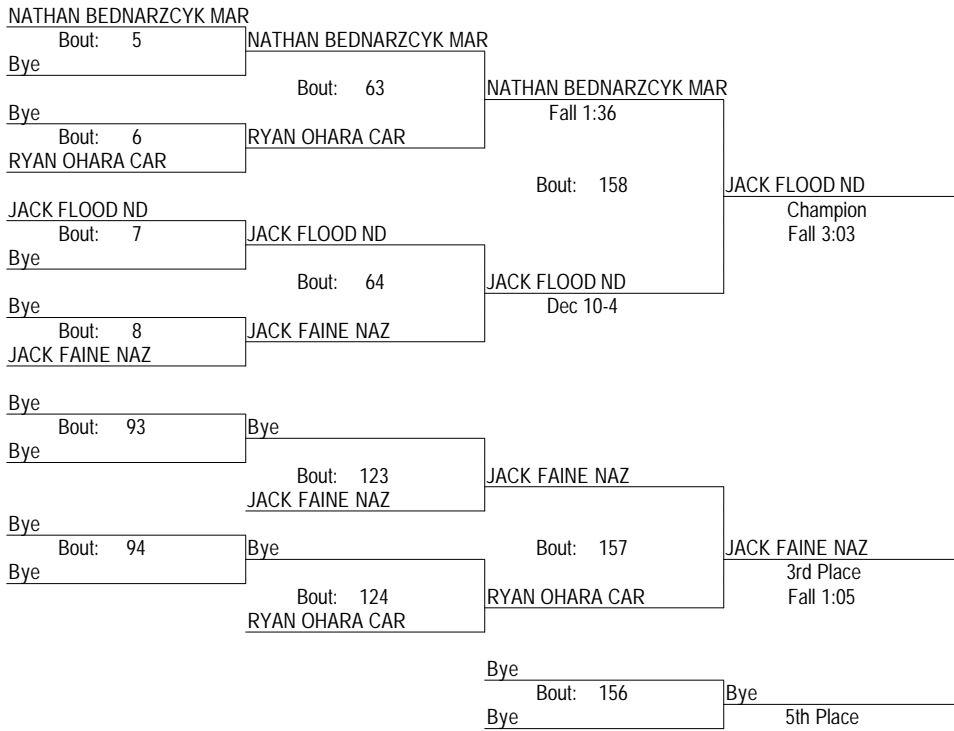 NATHAN BEDNARZCYK MAR
Bout: 5 NATHAN BEDNARZCYK MAR
Bye
Bout: 63 NATHAN BEDNARZCYK MAR
Bye Fall 1:36
Bout: 6 RYAN OHARA CAR
RYAN OHARA CAR
Bout: 158 JACK FLOOD ND
JACK FLOOD ND Champion
Bout: 7 JACK FLOOD ND Fall 3:03
Bye
Bout: 64 JACK FLOOD ND
Bye Dec 10-4
Bout: 8 JACK FAINE NAZ
JACK FAINE NAZ
Bye
Bout: 93 Bye
Bye
Bout: 123 JACK FAINE NAZ
JACK FAINE NAZ
Bye
Bout: 94 Bye Bout: 157 JACK FAINE NAZ
Bye 3rd Place
Bout: 124 RYAN OHARA CAR Fall 1:05
RYAN OHARA CAR
Bye
Bout: 156 Bye
Bye 5th Place